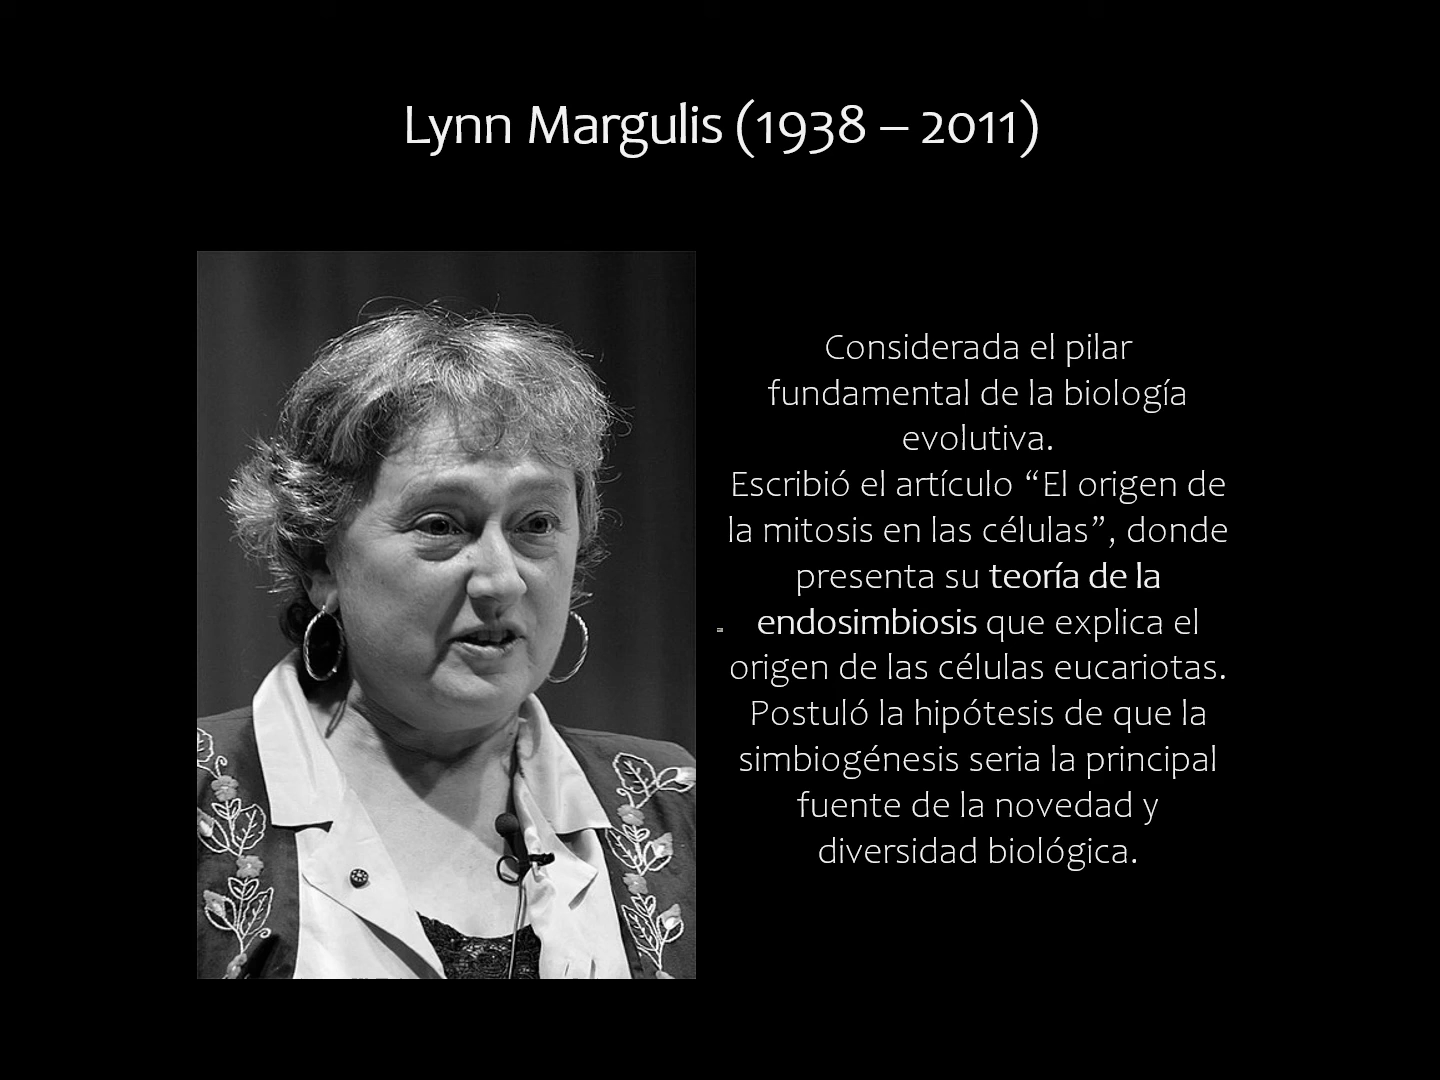 Lynn Margulis (1938 – 2011)
Considerada el pilar
fundamental de la biología
evolutiva.
Escribió el artículo “El origen de
la mitosis en las células”, donde
presenta su teoría de la
endosimbiosis que explica el
origen de las células eucariotas.
Postuló la hipótesis de que la
simbiogénesis seria la principal
fuente de la novedad y
diversidad biológica.